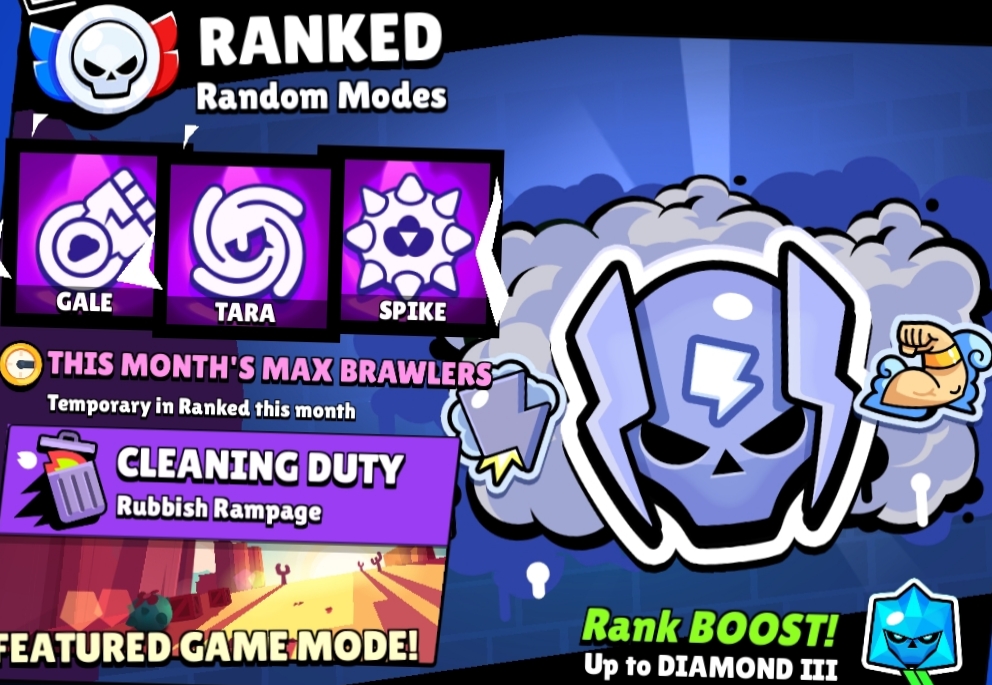 RANKED
Random Modes
GALE
TARA
SPIKE
THIS MONTH'S MAX BRAWLERS
Temporary in Ranked this month
CLEANING DUTY
Rubbish Rampage
FEATURED GAME MODE!
Rank BOOST!
Up to DIAMOND III